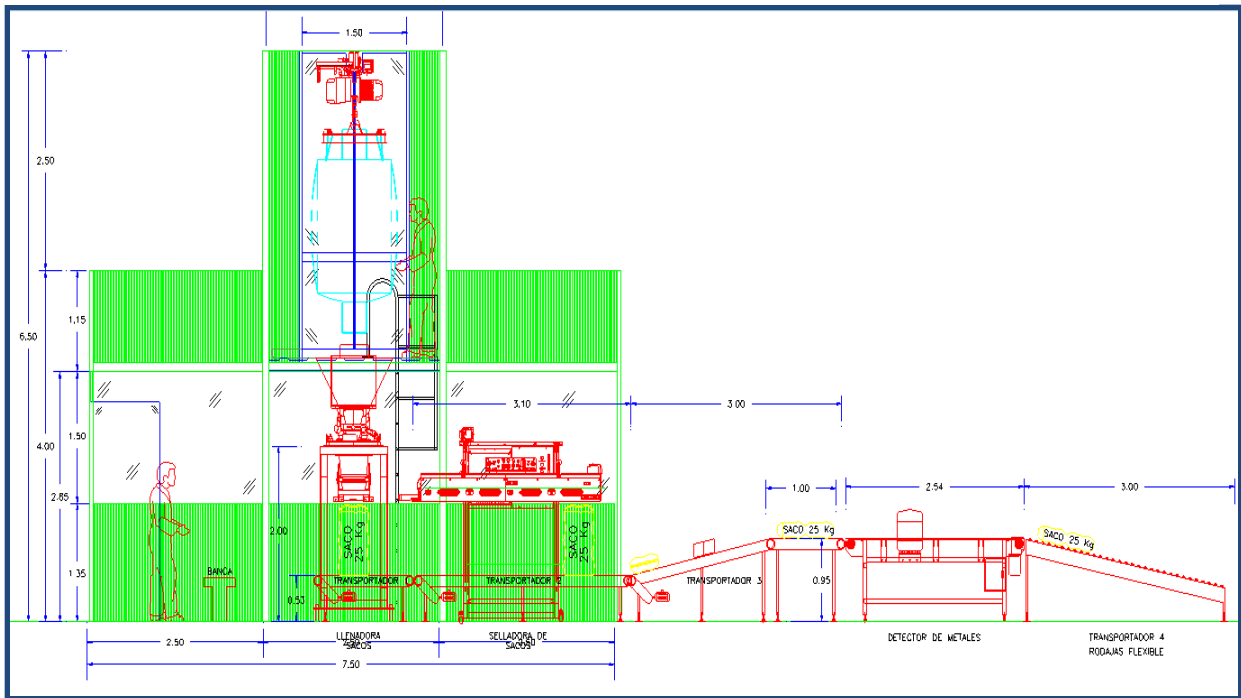 1.50
2.50
6.50
1,15
3.10
3.00
4.00
1.50
2.85
2.00
1.00
2.54
3.00
SACO 25 Kg
SACO 25 Kg
SACO
25 Kg
SACO
25 Kg
1.35
BANCA
TRANSPORTADOR
TRANSPORTADOR 2
TRANSPORTADOR 3
0.95
0.53
2.50
LLENADORA
SACOS
SELLADORA DE
SACOS
7.50
DETECTOR DE METALES
TRANSPORTADOR 4
RODAJAS FLEXIBLE